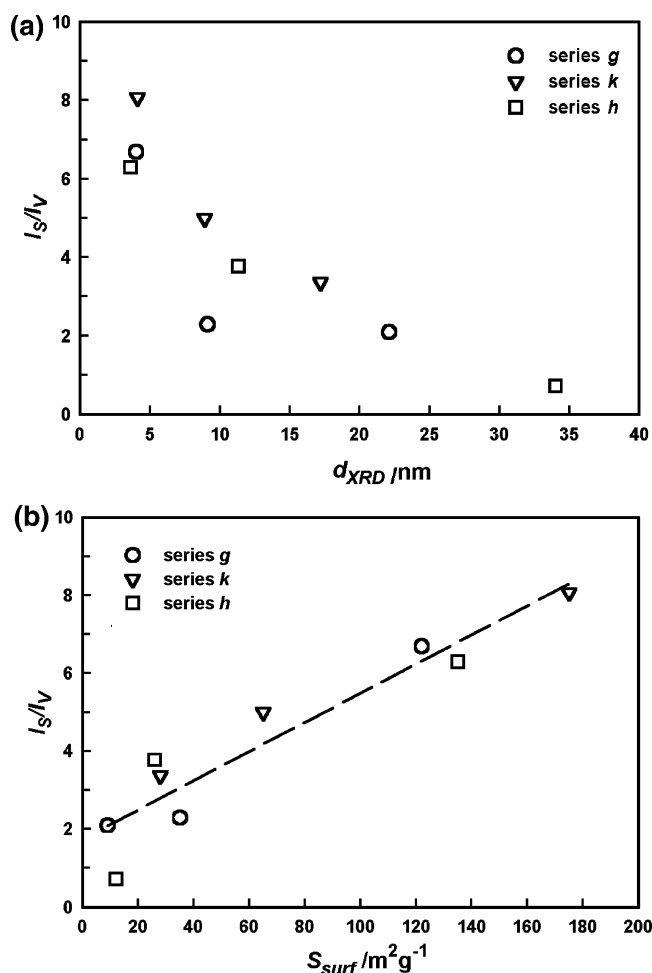 (a)
10
8
6
4
2
0
I_S/I_V
series g
series k
series h
0 5 10 15 20 25 30 35 40
d_XRD /nm
(b)
10
8
6
4
2
0
I_S/I_V
series g
series k
series h
0 20 40 60 80 100 120 140 160 180 200
S_surf /m²g⁻¹